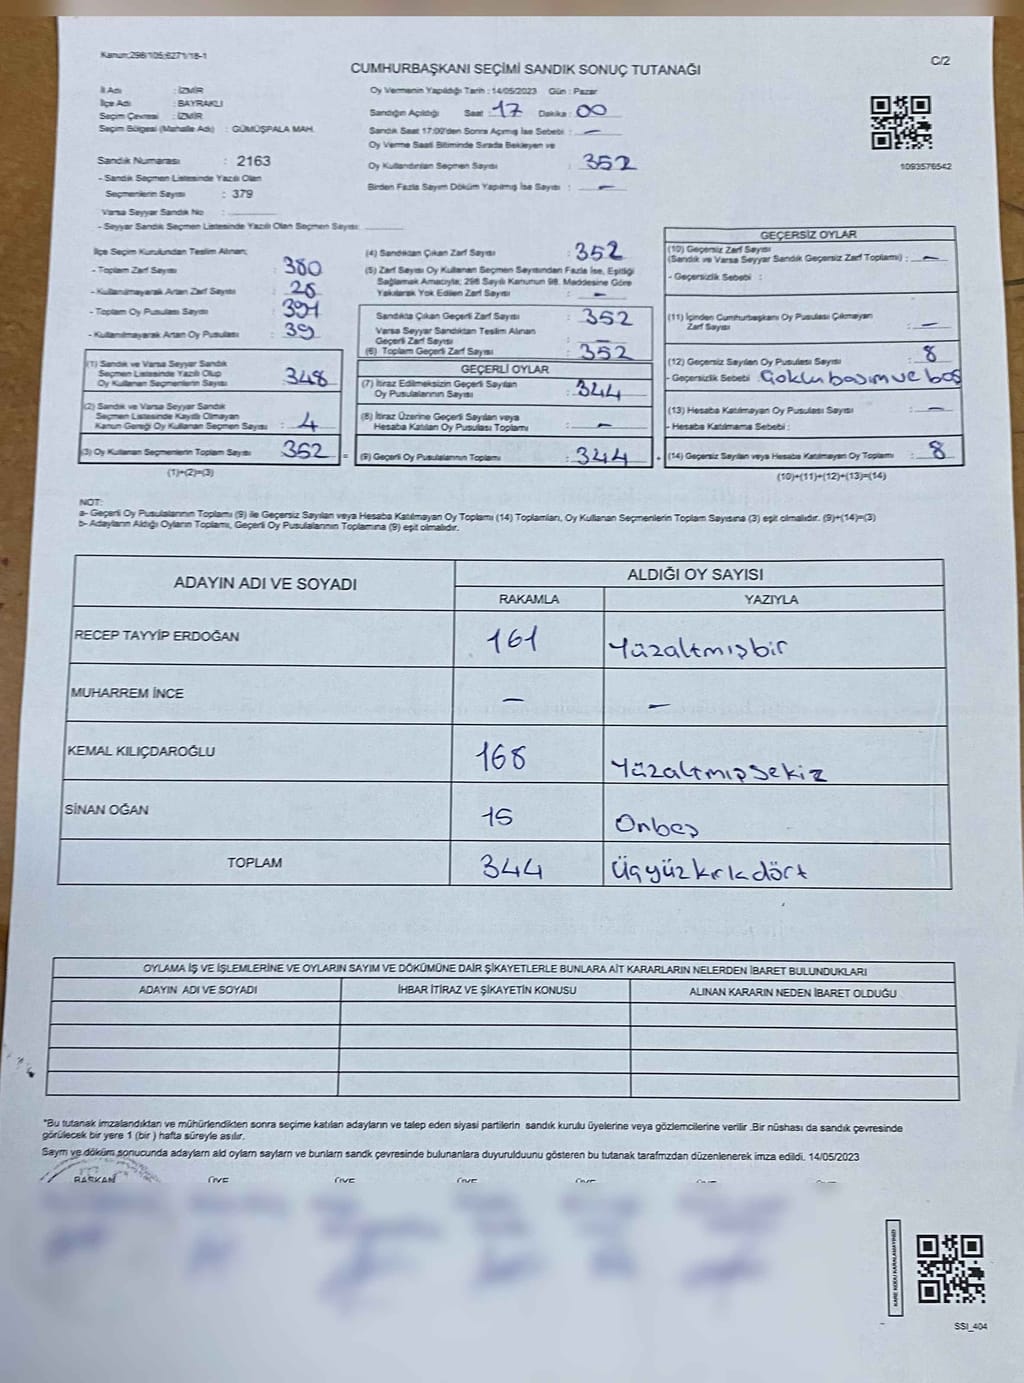 Kanun:298/105;6271/18-1
C/2
CUMHURBAŞKANI SEÇİMİ SANDIK SONUÇ TUTANAĞI
İl Adı : İZMİR
İlçe Adı : BAYRAKLI
Seçim Çevresi : İZMİR
Seçim Bölgesi (Mahalle Adı) : GÜMÜŞPALA MAH.
Sandık Numarası : 2163
- Sandık Seçmen Listesinde Yazılı Olan
Seçmenlerin Sayısı : 379
Varsa Seyyar Sandık No :
- Seyyar Sandık Seçmen Listesinde Yazılı Olan Seçmen Sayısı:
Oy Vermenin Yapıldığı Tarih : 14/05/2023 Gün : Pazar
Sandığın Açıldığı Saat : 17 Dakika : 00
Sandık Saat 17:00'den Sonra Açılmış İse Sebebi : -
Oy Verme Saati Bitiminde Sırada Bekleyen ve
Oy Kullandırılan Seçmen Sayısı : 352
Birden Fazla Sayım Döküm Yapılmış İse Sayısı : -
1093576542
İlçe Seçim Kurulundan Teslim Alınan;
- Toplam Zarf Sayısı : 380
- Kullanılmayarak Artan Zarf Sayısı : 28
- Toplam Oy Pusulası Sayısı : 391
- Kullanılmayarak Artan Oy Pusulası : 39
(1) Sandık ve Varsa Seyyar Sandık
Seçmen Listesinde Yazılı Olup
Oy Kullanan Seçmenlerin Sayısı : 348
(2) Sandık ve Varsa Seyyar Sandık
Seçmen Listesinde Kayıtlı Olmayan
Kanun Gereği Oy Kullanan Seçmen Sayısı : 4
(3) Oy Kullanan Seçmenlerin Toplam Sayısı : 352 =
(1)+(2)=(3)
(4) Sandıktan Çıkan Zarf Sayısı : 352
(5) Zarf Sayısı Oy Kullanan Seçmen Sayısından Fazla İse, Eşitliği
Sağlamak Amacıyla; 298 Sayılı Kanunun 98. Maddesine Göre
Yakılarak Yok Edilen Zarf Sayısı : -
Sandıkta Çıkan Geçerli Zarf Sayısı : 352
Varsa Seyyar Sandıktan Teslim Alınan
Geçerli Zarf Sayısı : -
(6) Toplam Geçerli Zarf Sayısı : 352
GEÇERLİ OYLAR
(7) İtiraz Edilmeksizin Geçerli Sayılan
Oy Pusulalarının Sayısı : 344
(8) İtiraz Üzerine Geçerli Sayılan veya
Hesaba Katılan Oy Pusulası Toplamı : -
(9) Geçerli Oy Pusulalarının Toplamı : 344 +
GEÇERSİZ OYLAR
(10) Geçersiz Zarf Sayısı
(Sandık ve Varsa Seyyar Sandık Geçersiz Zarf Toplamı) : -
- Geçersizlik Sebebi :
(11) İçinden Cumhurbaşkanı Oy Pusulası Çıkmayan
Zarf Sayısı : -
(12) Geçersiz Sayılan Oy Pusulası Sayısı : 8
- Geçersizlik Sebebi : Çoklu basım ve boş
(13) Hesaba Katılmayan Oy Pusulası Sayısı : -
- Hesaba Katılmama Sebebi :
(14) Geçersiz Sayılan veya Hesaba Katılmayan Oy Toplamı : 8
(10)+(11)+(12)+(13)=(14)
NOT:
a- Geçerli Oy Pusulalarının Toplamı (9) ile Geçersiz Sayılan veya Hesaba Katılmayan Oy Toplamı (14) Toplamları, Oy Kullanan Seçmenlerin Toplam Sayısına (3) eşit olmalıdır. (9)+(14)=(3)
b- Adayların Aldığı Oyların Toplamı, Geçerli Oy Pusulalarının Toplamına (9) eşit olmalıdır.
ADAYIN ADI VE SOYADI ALDIĞI OY SAYISI
RAKAMLA YAZIYLA
RECEP TAYYİP ERDOĞAN 161 Yüzaltmışbir
MUHARREM İNCE - -
KEMAL KILIÇDAROĞLU 168 Yüzaltmışsekiz
SİNAN OĞAN 15 Onbeş
TOPLAM 344 Üçyüzkırkdört
OYLAMA İŞ VE İŞLEMLERİNE VE OYLARIN SAYIM VE DÖKÜMÜNE DAİR ŞİKAYETLERLE BUNLARA AİT KARARLARIN NELERDEN İBARET BULUNDUKLARI
ADAYIN ADI VE SOYADI İHBAR İTİRAZ VE ŞİKAYETİN KONUSU ALINAN KARARIN NEDEN İBARET OLDUĞU
*Bu tutanak imzalandıktan ve mühürlendikten sonra seçime katılan adayların ve talep eden siyasi partilerin sandık kurulu üyelerine veya gözlemcilerine verilir .Bir nüshası da sandık çevresinde
görülecek bir yere 1 (bir ) hafta süreyle asılır.
Saym ve döküm sonucunda adaylarn ald oylarn saylarn ve bunlarn sandk çevresinde bulunanlara duyurulduunu gösteren bu tutanak tarafmzdan düzenlenerek imza edildi. 14/05/2023
BAŞKAN ÜYE ÜYE ÜYE ÜYE
KARE KODU KARALAMAYINIZ!
SSI_404